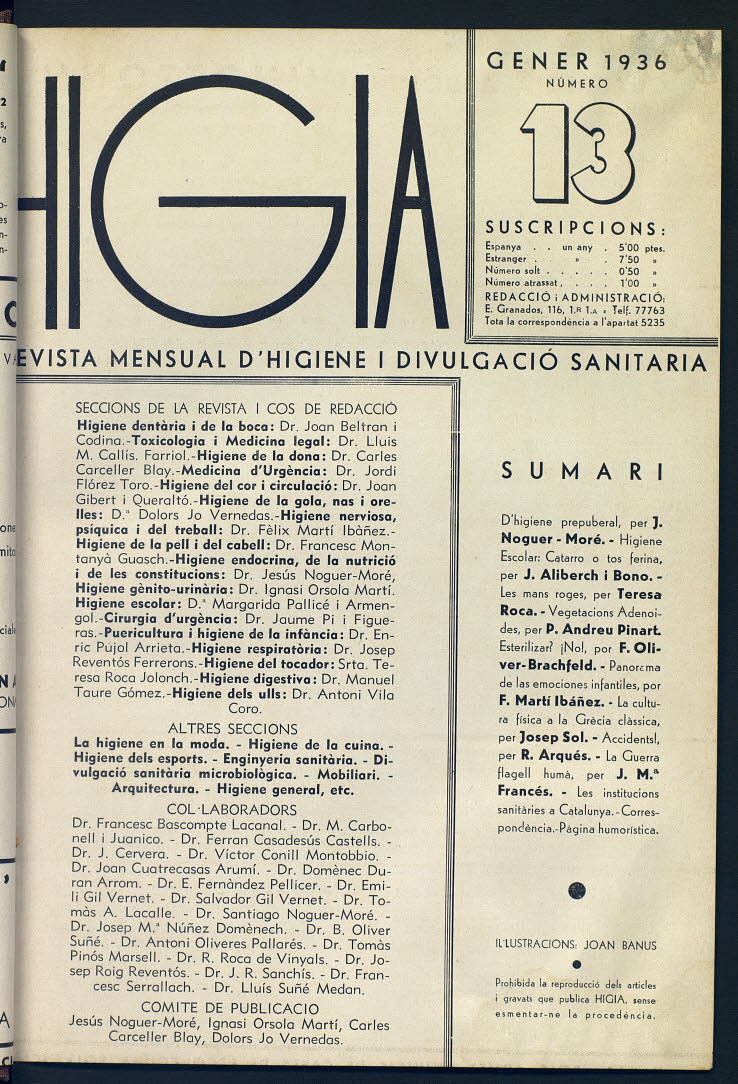 HIGIA
GENER 1936
NÚMERO
13
SUSCRIPCIONS:
Espanya . . un any . 5'00 ptes.
Estranger . . » . 7'50 »
Número solt . . . . . 0'50 »
Número atrassat . . . . 1'00 »
REDACCIÓ i ADMINISTRACIÓ:
E. Granados, 116, 1.R 1.A - Telf. 77763
Tota la correspondència a l'apartat 5235
EVISTA MENSUAL D'HIGIENE I DIVULGACIÓ SANITARIA
SECCIONS DE LA REVISTA I COS DE REDACCIÓ
Higiene dentària i de la boca: Dr. Joan Beltran i
Codina.-Toxicologia i Medicina legal: Dr. Lluis
M. Callís. Farriol.-Higiene de la dona: Dr. Carles
Carceller Blay.-Medicina d'Urgència: Dr. Jordi
Flórez Toro.-Higiene del cor i circulació: Dr. Joan
Gibert i Queraltó.-Higiene de la gola, nas i ore-
lles: D.ª Dolors Jo Vernedas.-Higiene nerviosa,
psíquica i del treball: Dr. Fèlix Martí Ibàñez.-
Higiene de la pell i del cabell: Dr. Francesc Mon-
tanyà Guasch.-Higiene endocrina, de la nutrició
i de les constitucions: Dr. Jesús Noguer-Moré,
Higiene gènito-urinària: Dr. Ignasi Orsola Martí.
Higiene escolar: D.ª Margarida Pallicé i Armen-
gol.-Cirurgia d'urgència: Dr. Jaume Pi i Figue-
ras.-Puericultura i higiene de la infància: Dr. En-
ric Pujol Arrieta.-Higiene respiratòria: Dr. Josep
Reventós Ferrerons.-Higiene del tocador: Srta. Te-
resa Roca Jolonch.-Higiene digestiva: Dr. Manuel
Taure Gómez.-Higiene dels ulls: Dr. Antoni Vila
Coro.
ALTRES SECCIONS
La higiene en la moda. - Higiene de la cuina. -
Higiene dels esports. - Enginyeria sanitària. - Di-
vulgació sanitària microbiològica. - Mobiliari. -
Arquitectura. - Higiene general, etc.
COL·LABORADORS
Dr. Francesc Bascompte Lacanal. - Dr. M. Carbo-
nell i Juanico. - Dr. Ferran Casadesús Castells. -
Dr. J. Cervera. - Dr. Víctor Conill Montobbio. -
Dr. Joan Cuatrecasas Arumí. - Dr. Domènec Du-
ran Arrom. - Dr. E. Fernàndez Pellicer. - Dr. Emi-
li Gil Vernet. - Dr. Salvador Gil Vernet. - Dr. To-
màs A. Lacalle. - Dr. Santiago Noguer-Moré. -
Dr. Josep M.ª Núñez Domènech. - Dr. B. Oliver
Suñé. - Dr. Antoni Oliveres Pallarés. - Dr. Tomàs
Pinós Marsell. - Dr. R. Roca de Vinyals. - Dr. Jo-
sep Roig Reventós. - Dr. J. R. Sanchís. - Dr. Fran-
cesc Serrallach. - Dr. Lluís Suñé Medan.
COMITE DE PUBLICACIO
Jesús Noguer-Moré, Ignasi Orsola Martí, Carles
Carceller Blay, Dolors Jo Vernedas.
SUMARI
D'higiene prepuberal, per J.
Noguer - Moré. - Higiene
Escolar: Catarro o tos ferina,
per J. Aliberch i Bono. -
Les mans roges, per Teresa
Roca. - Vegetacions Adenoi-
des, per P. Andreu Pinart.
Esterilizar? ¡No!, por F. Oli-
ver-Brachfeld. - Panorama
de las emociones infantiles, por
F. Martí Ibáñez. - La cultu-
ra física a la Grècia clàssica,
per Josep Sol. - Accidents!,
per R. Arqués. - La Guerra
flagell humà, per J. M.ª
Francés. - Les institucions
sanitàries a Catalunya.-Corres-
pondència.-Pàgina humorística.
IL·LUSTRACIONS: JOAN BANUS
Prohibida la reproducció dels articles
i gravats que publica HIGIA, sense
esmentar-ne la procedència.